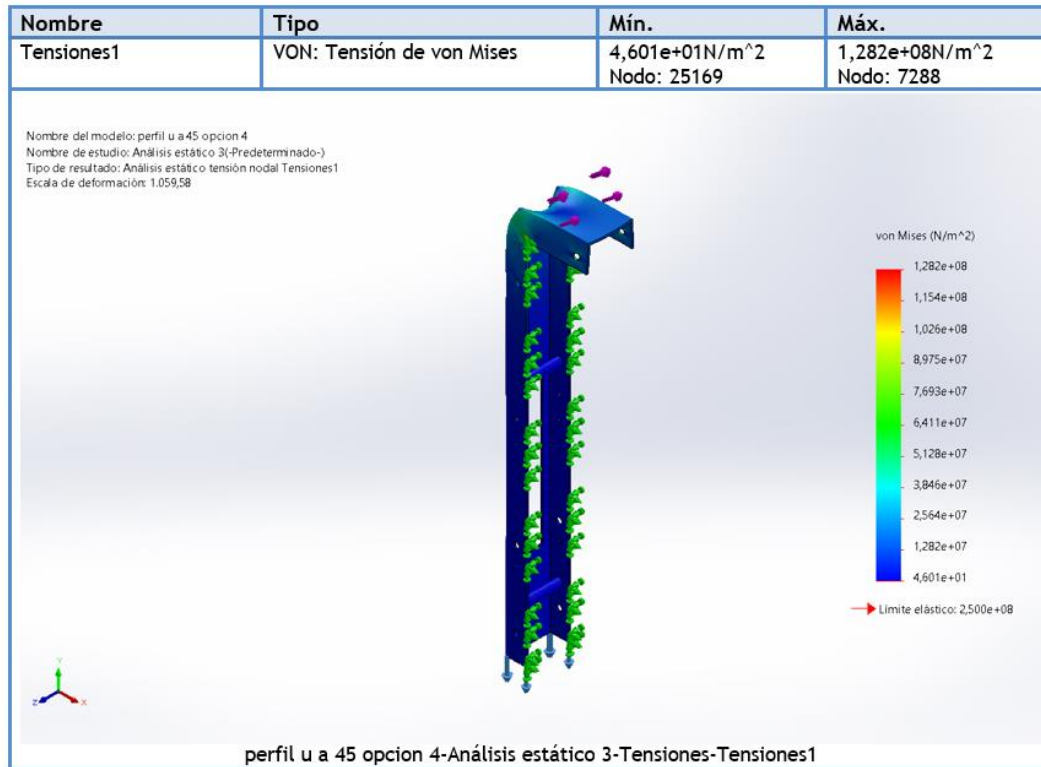 Nombre Tipo Mín. Máx.
Tensiones1 VON: Tensión de von Mises 4,601e+01N/m^2 1,282e+08N/m^2
Nodo: 25169 Nodo: 7288
Nombre del modelo: perfil u a 45 opcion 4
Nombre de estudio: Análisis estático 3(-Predeterminado-)
Tipo de resultado: Análisis estático tensión nodal Tensiones1
Escala de deformación: 1.059,58
von Mises (N/m^2)
1,282e+08
1,154e+08
1,026e+08
8,975e+07
7,693e+07
6,411e+07
5,128e+07
3,846e+07
2,564e+07
1,282e+07
4,601e+01
Límite elástico: 2,500e+08
Y
Z X
perfil u a 45 opcion 4-Análisis estático 3-Tensiones-Tensiones1